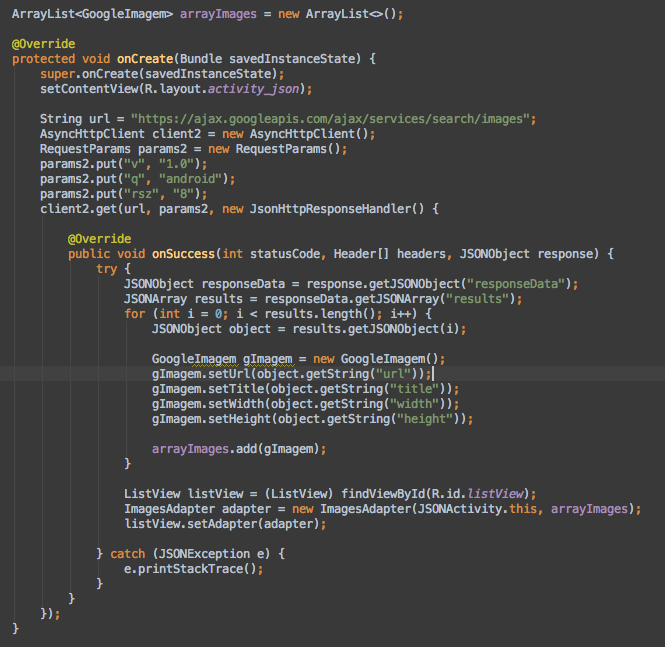 ArrayList<GoogleImagem> arrayImages = new ArrayList<>();

@Override
protected void onCreate(Bundle savedInstanceState) {
    super.onCreate(savedInstanceState);
    setContentView(R.layout.activity_json);

    String url = "https://ajax.googleapis.com/ajax/services/search/images";
    AsyncHttpClient client2 = new AsyncHttpClient();
    RequestParams params2 = new RequestParams();
    params2.put("v", "1.0");
    params2.put("q", "android");
    params2.put("rsz", "8");
    client2.get(url, params2, new JsonHttpResponseHandler() {

        @Override
        public void onSuccess(int statusCode, Header[] headers, JSONObject response) {
            try {
                JSONObject responseData = response.getJSONObject("responseData");
                JSONArray results = responseData.getJSONArray("results");
                for (int i = 0; i < results.length(); i++) {
                    JSONObject object = results.getJSONObject(i);

                    GoogleImagem gImagem = new GoogleImagem();
                    gImagem.setUrl(object.getString("url"));
                    gImagem.setTitle(object.getString("title"));
                    gImagem.setWidth(object.getString("width"));
                    gImagem.setHeight(object.getString("height"));

                    arrayImages.add(gImagem);
                }

                ListView listView = (ListView) findViewById(R.id.listView);
                ImagesAdapter adapter = new ImagesAdapter(JSONActivity.this, arrayImages);
                listView.setAdapter(adapter);

            } catch (JSONException e) {
                e.printStackTrace();
            }
        }
    });
}